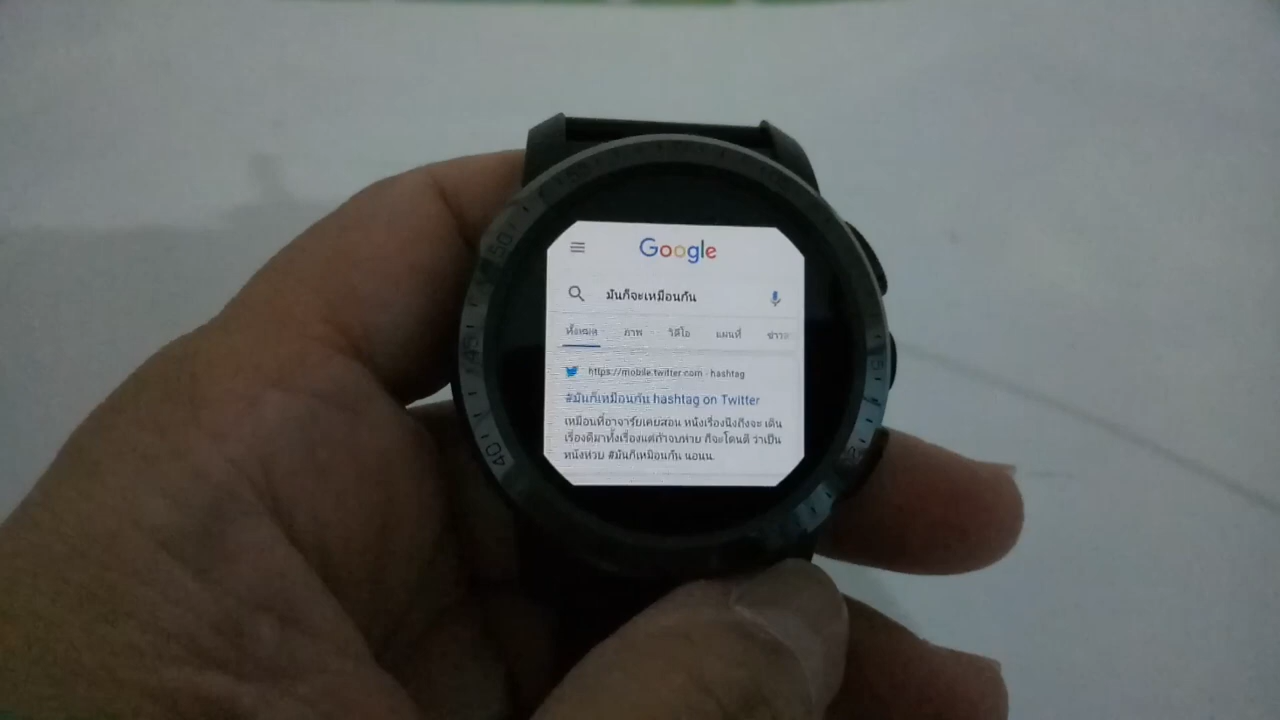 Google
มันก็จะเหมือนกัน
ทั้งหมด ภาพ วิดีโอ แผนที่ ข่าว
https://mobile.twitter.com › hashtag
#มันก็เหมือนกัน hashtag on Twitter
เหมือนที่อาจารย์เคยสอน หนังเรื่องนึงถึงจะ เดิน
เรื่องดีมาทั้งเรื่องแต่ถ้าจบห่วย ก็จะโดนตี ว่าเป็น
หนังห่วย #มันก็เหมือนกัน นอนน.
50
45
40
15